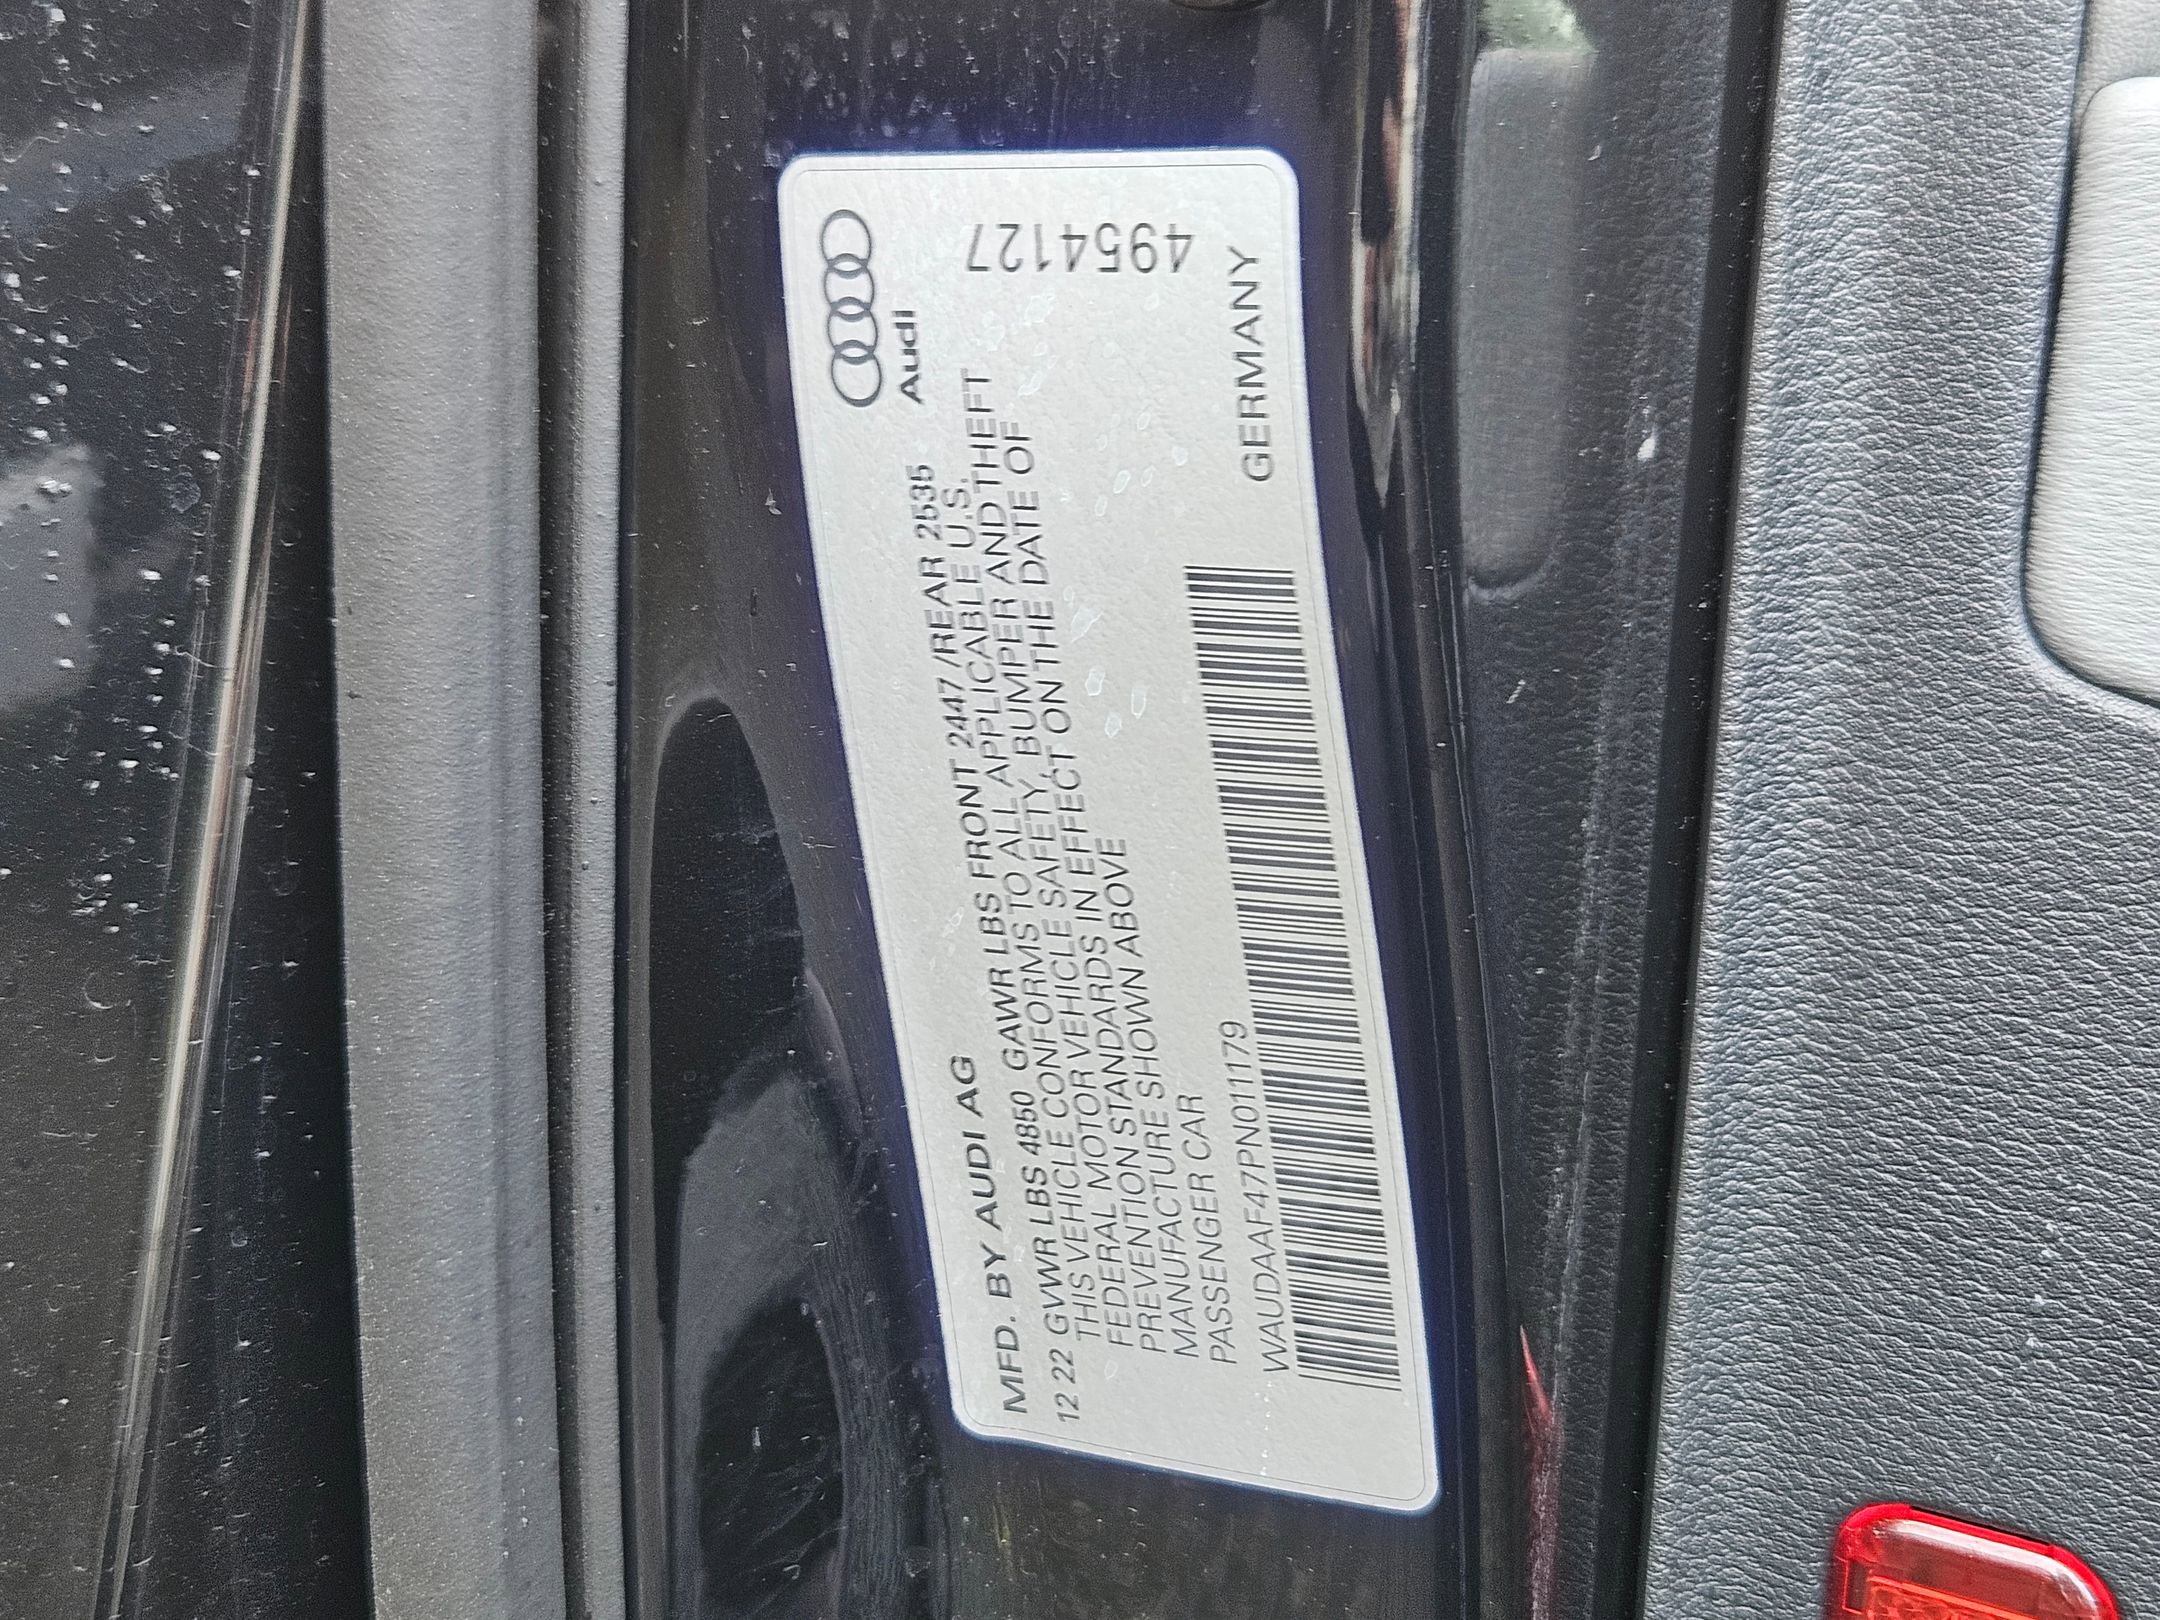 Audi
MFD. BY AUDI AG
12 22 GVWR LBS 4850 GAWR LBS FRONT 2447/REAR 2535
THIS VEHICLE CONFORMS TO ALL APPLICABLE U.S.
FEDERAL MOTOR VEHICLE SAFETY, BUMPER AND THEFT
PREVENTION STANDARDS IN EFFECT ON THE DATE OF
MANUFACTURE SHOWN ABOVE
PASSENGER CAR
4954127
WAUDAAF47PN011179
GERMANY